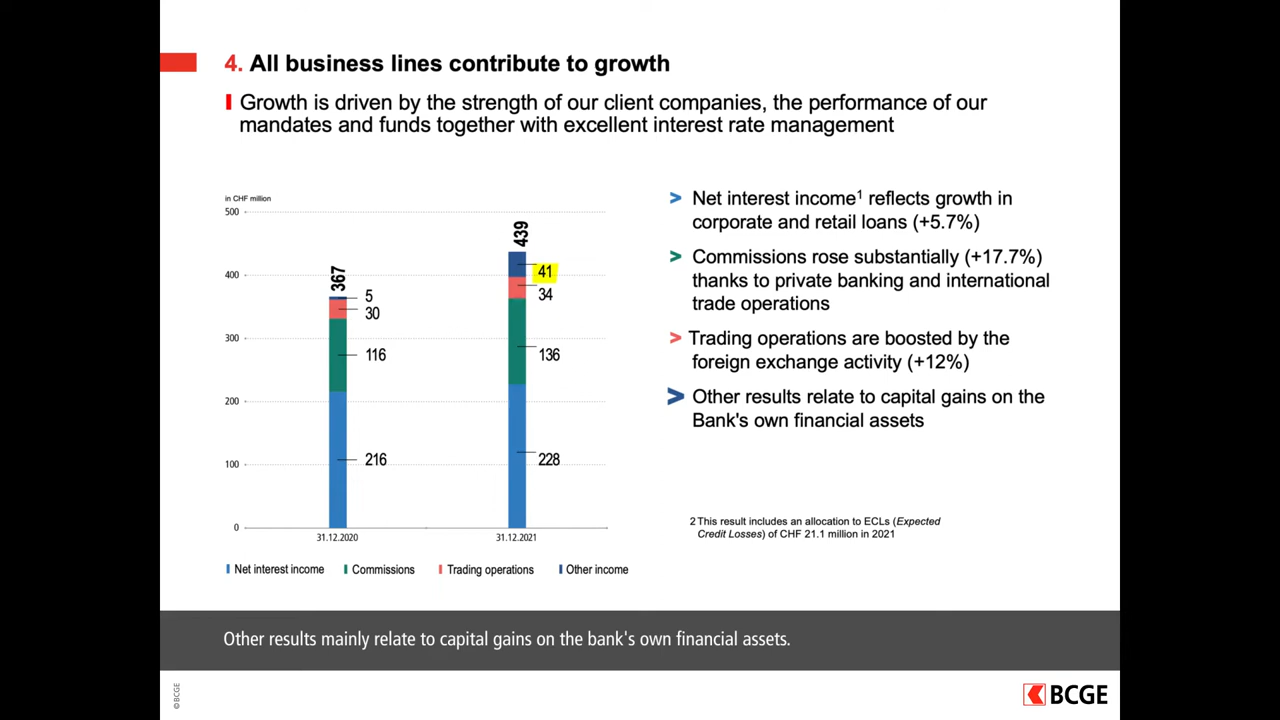 4. All business lines contribute to growth
Growth is driven by the strength of our client companies, the performance of our
mandates and funds together with excellent interest rate management
in CHF million
500
400
300
200
100
0
367
5
30
116
216
439
41
34
136
228
31.12.2020
31.12.2021
Net interest income
Commissions
Trading operations
Other income
> Net interest income1 reflects growth in
corporate and retail loans (+5.7%)
> Commissions rose substantially (+17.7%)
thanks to private banking and international
trade operations
> Trading operations are boosted by the
foreign exchange activity (+12%)
> Other results relate to capital gains on the
Bank's own financial assets
2 This result includes an allocation to ECLs (Expected
Credit Losses) of CHF 21.1 million in 2021
Other results mainly relate to capital gains on the bank's own financial assets.
© BCGE
BCGE